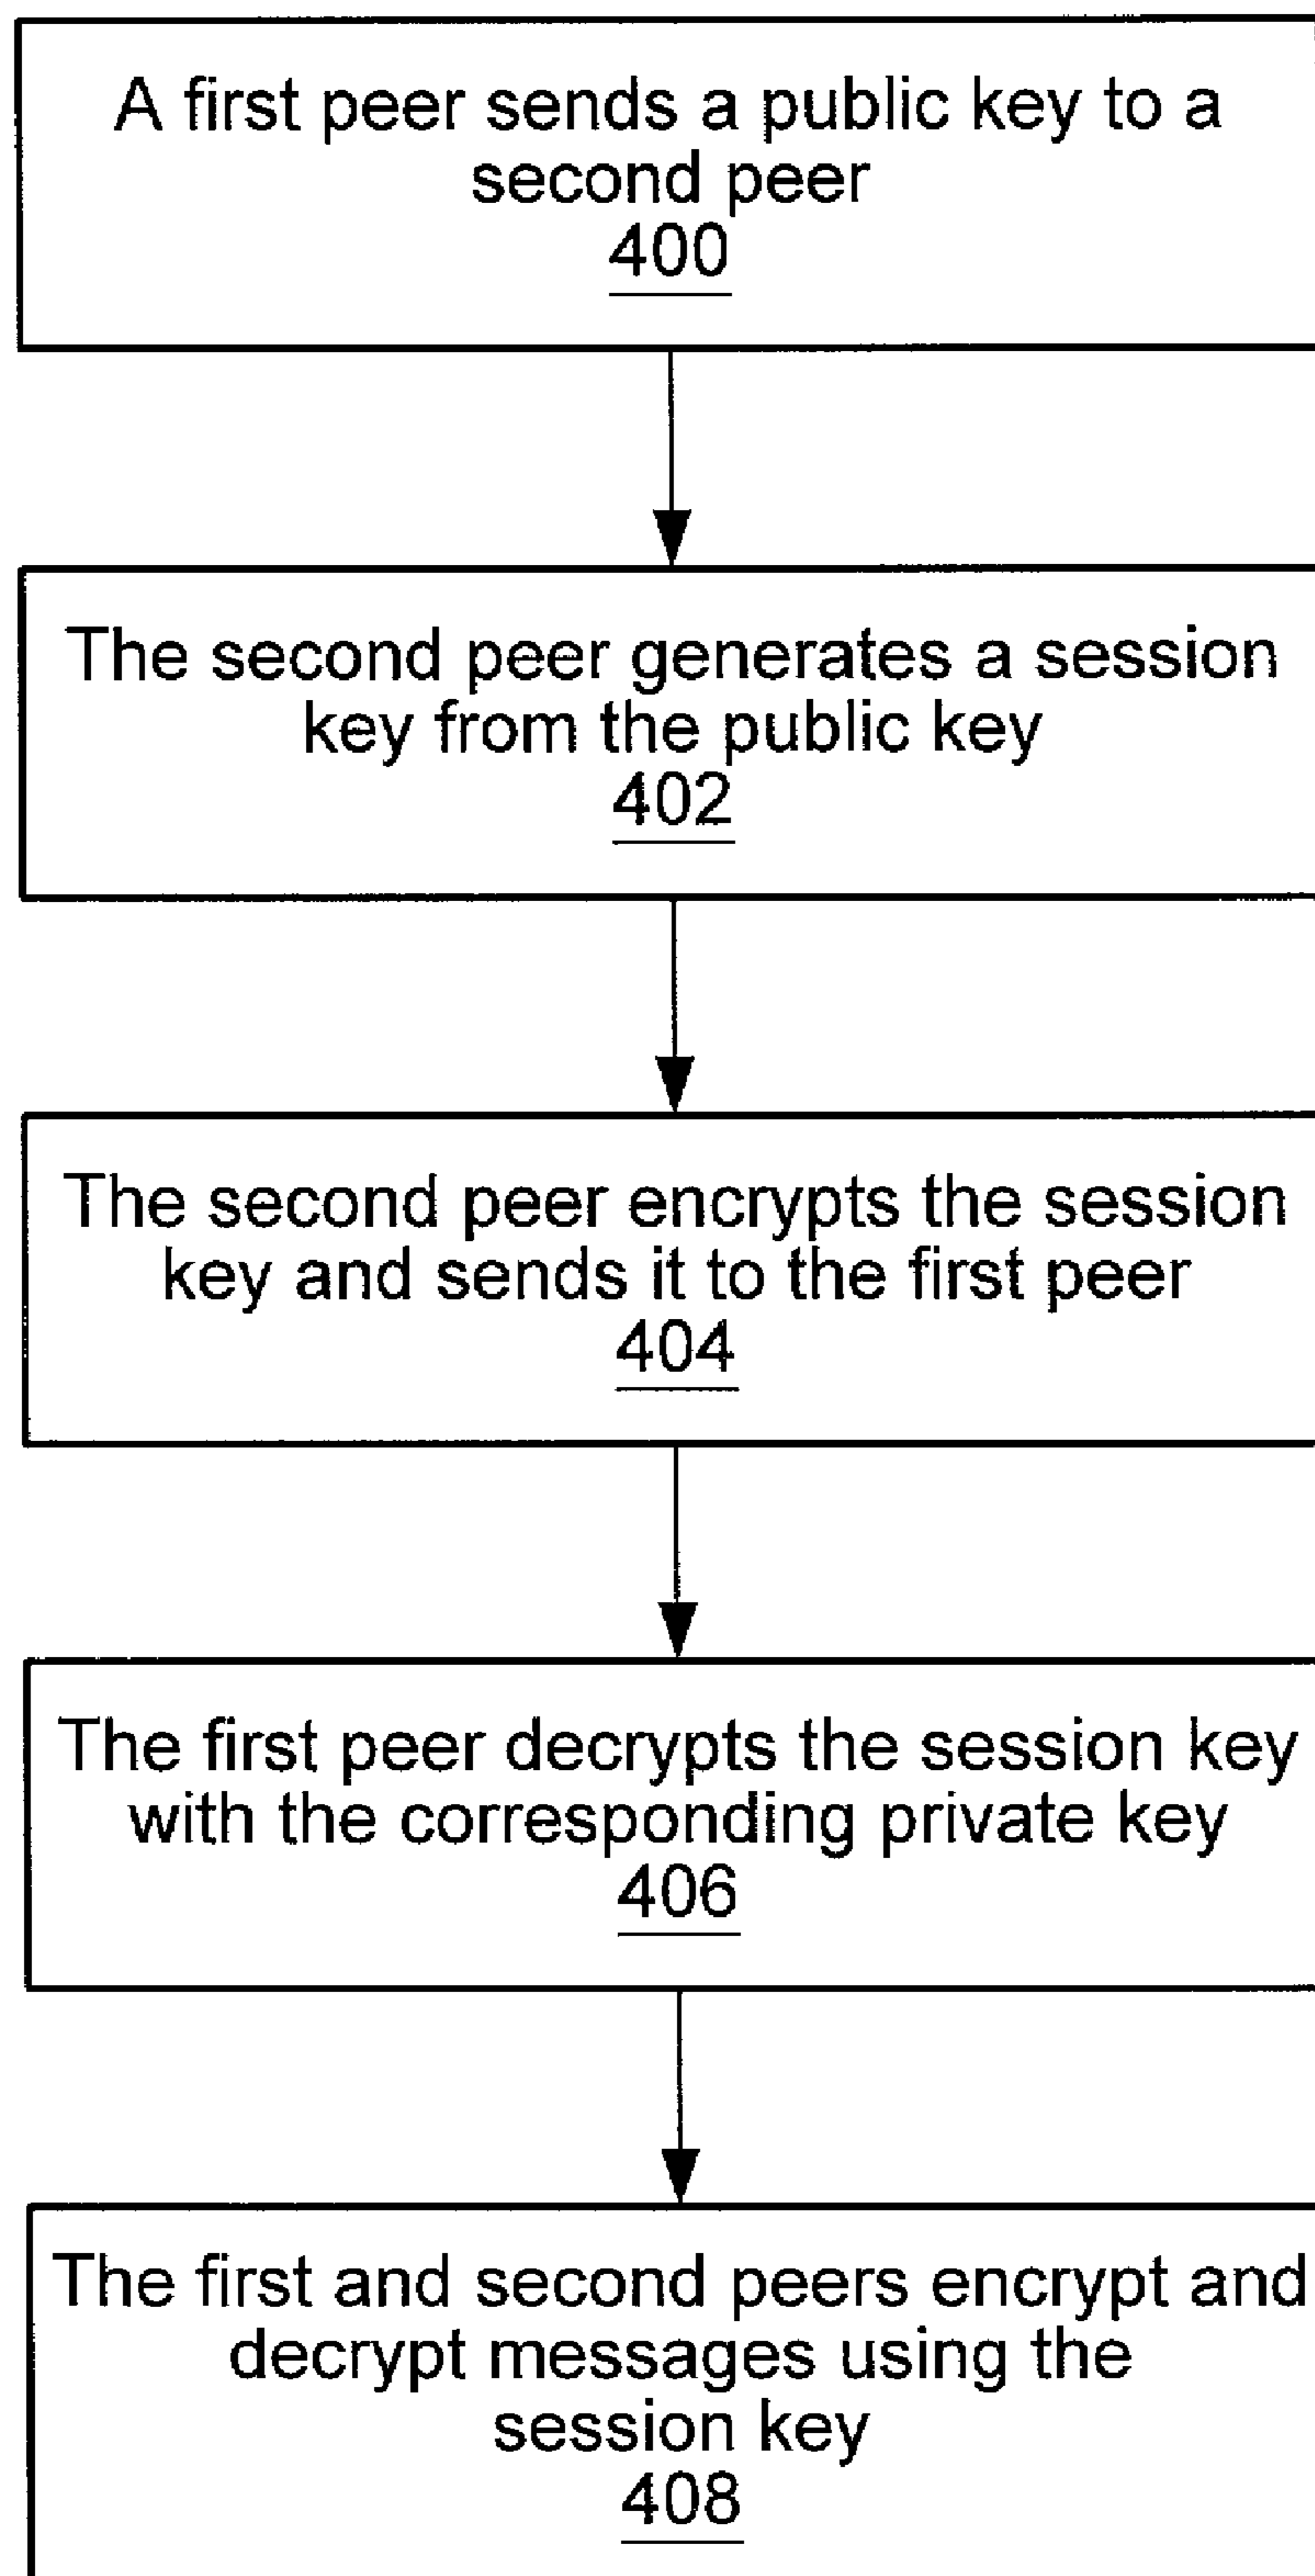 A first peer sends a public key to a
second peer
400
The second peer generates a session
key from the public key
402
The second peer encrypts the session
key and sends it to the first peer
404
The first peer decrypts the session key
with the corresponding private key
406
The first and second peers encrypt and
decrypt messages using the
session key
408